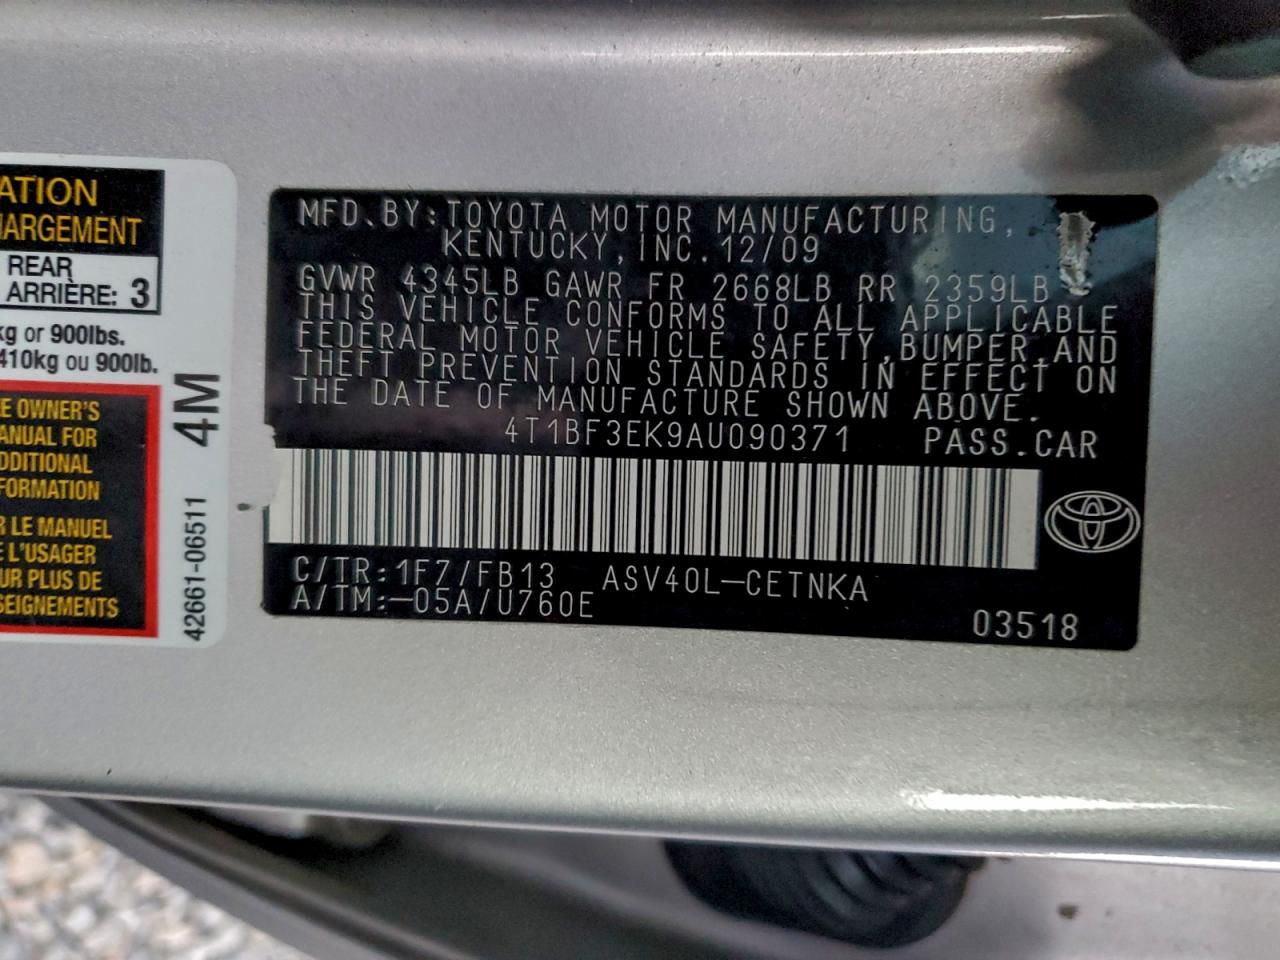 ATION
HARGEMENT
REAR
ARRIÈRE: 3
kg or 900lbs.
410kg ou 900lb.
E OWNER'S
ANUAL FOR
DDITIONAL
FORMATION
R LE MANUEL
E L'USAGER
UR PLUS DE
SEIGNEMENTS
4M
42661-06511
MFD.BY:TOYOTA MOTOR MANUFACTURING,
KENTUCKY,INC.12/09
GVWR 4345LB GAWR FR 2668LB RR 2359LB
THIS VEHICLE CONFORMS TO ALL APPLICABLE
FEDERAL MOTOR VEHICLE SAFETY,BUMPER,AND
THEFT PREVENTION STANDARDS IN EFFECT ON
THE DATE OF MANUFACTURE SHOWN ABOVE.
4T1BF3EK9AU090371 PASS.CAR
C/TR:1F7/FB13 ASV40L-CETNKA
A/TM:-05A/U760E
03518